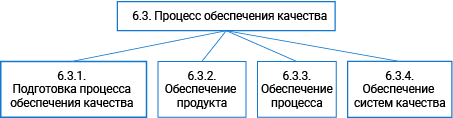 6.3. Процесс обеспечения качества
6.3.1.
Подготовка процесса
обеспечения качества
6.3.2.
Обеспечение
продукта
6.3.3.
Обеспечение
процесса
6.3.4.
Обеспечение
систем качества